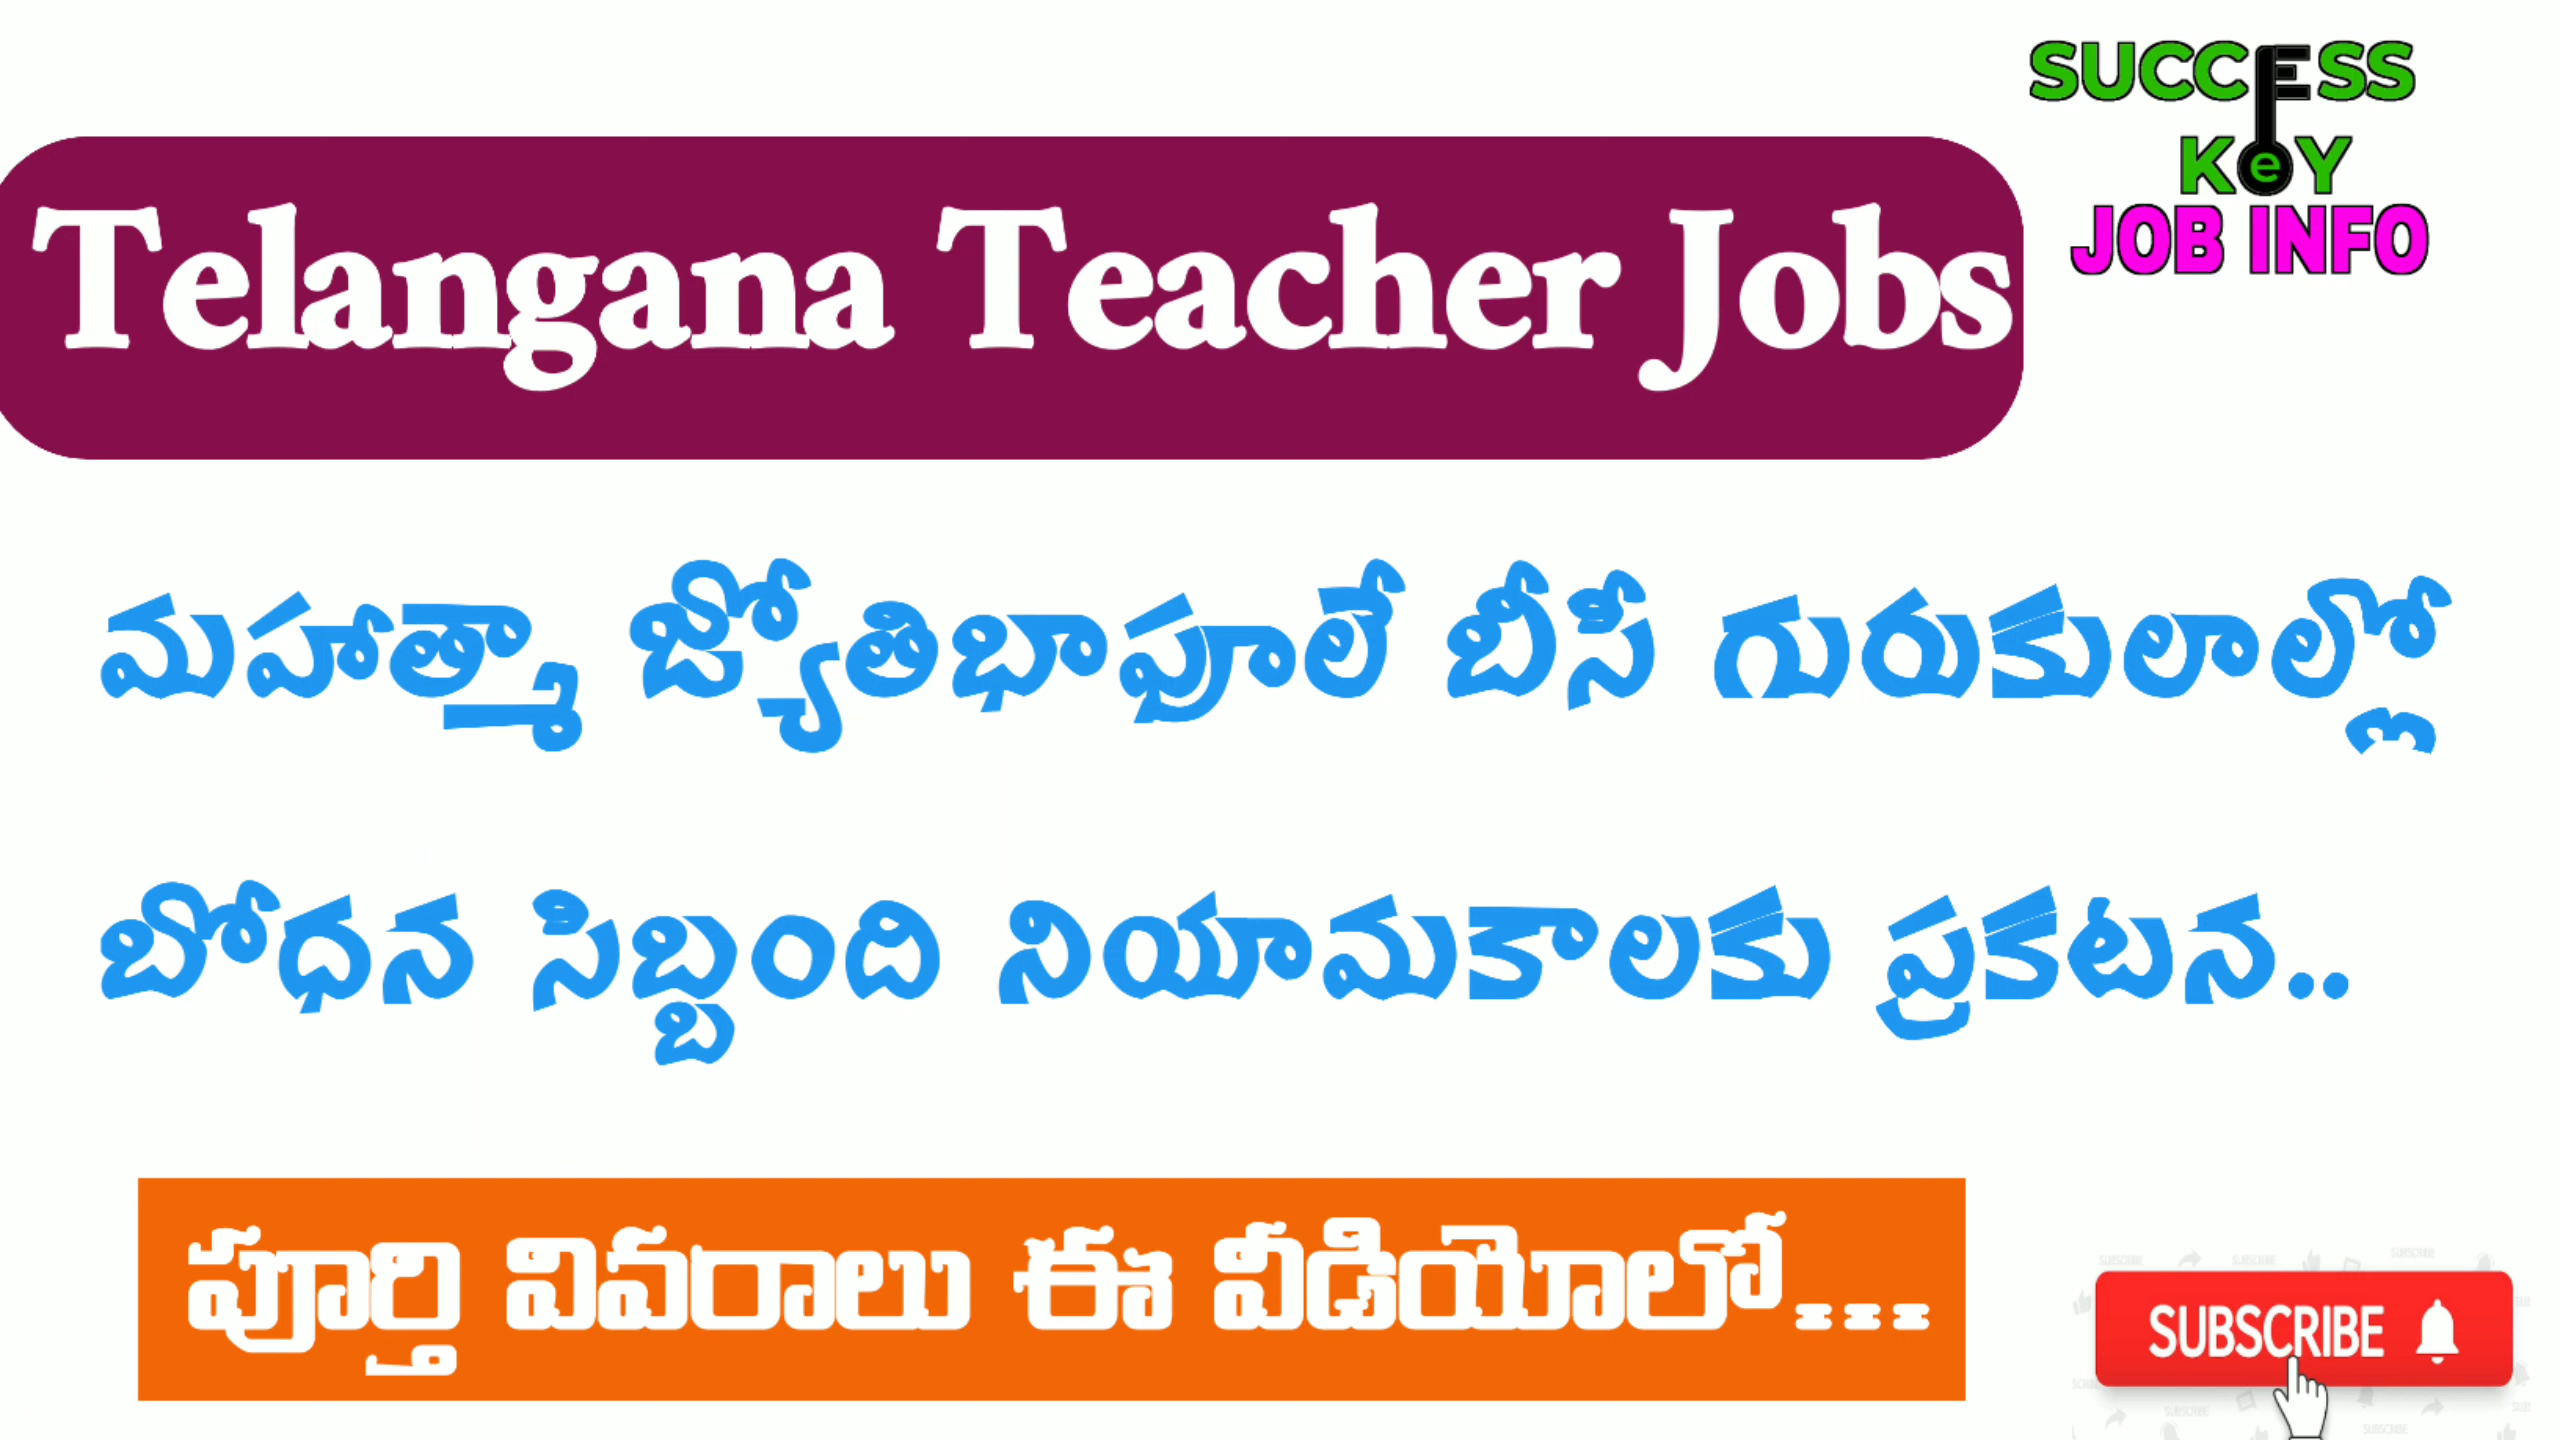 SUCCESS
KeY
JOB INFO
Telangana Teacher Jobs
మహాత్మా జ్యోతిభాఫూలే బీసీ గురుకులాల్లో
బోధన సిబ్బంది నియామకాలకు ప్రకటన..
పూర్తి వివరాలు ఈ వీడియోలో...
SUBSCRIBE